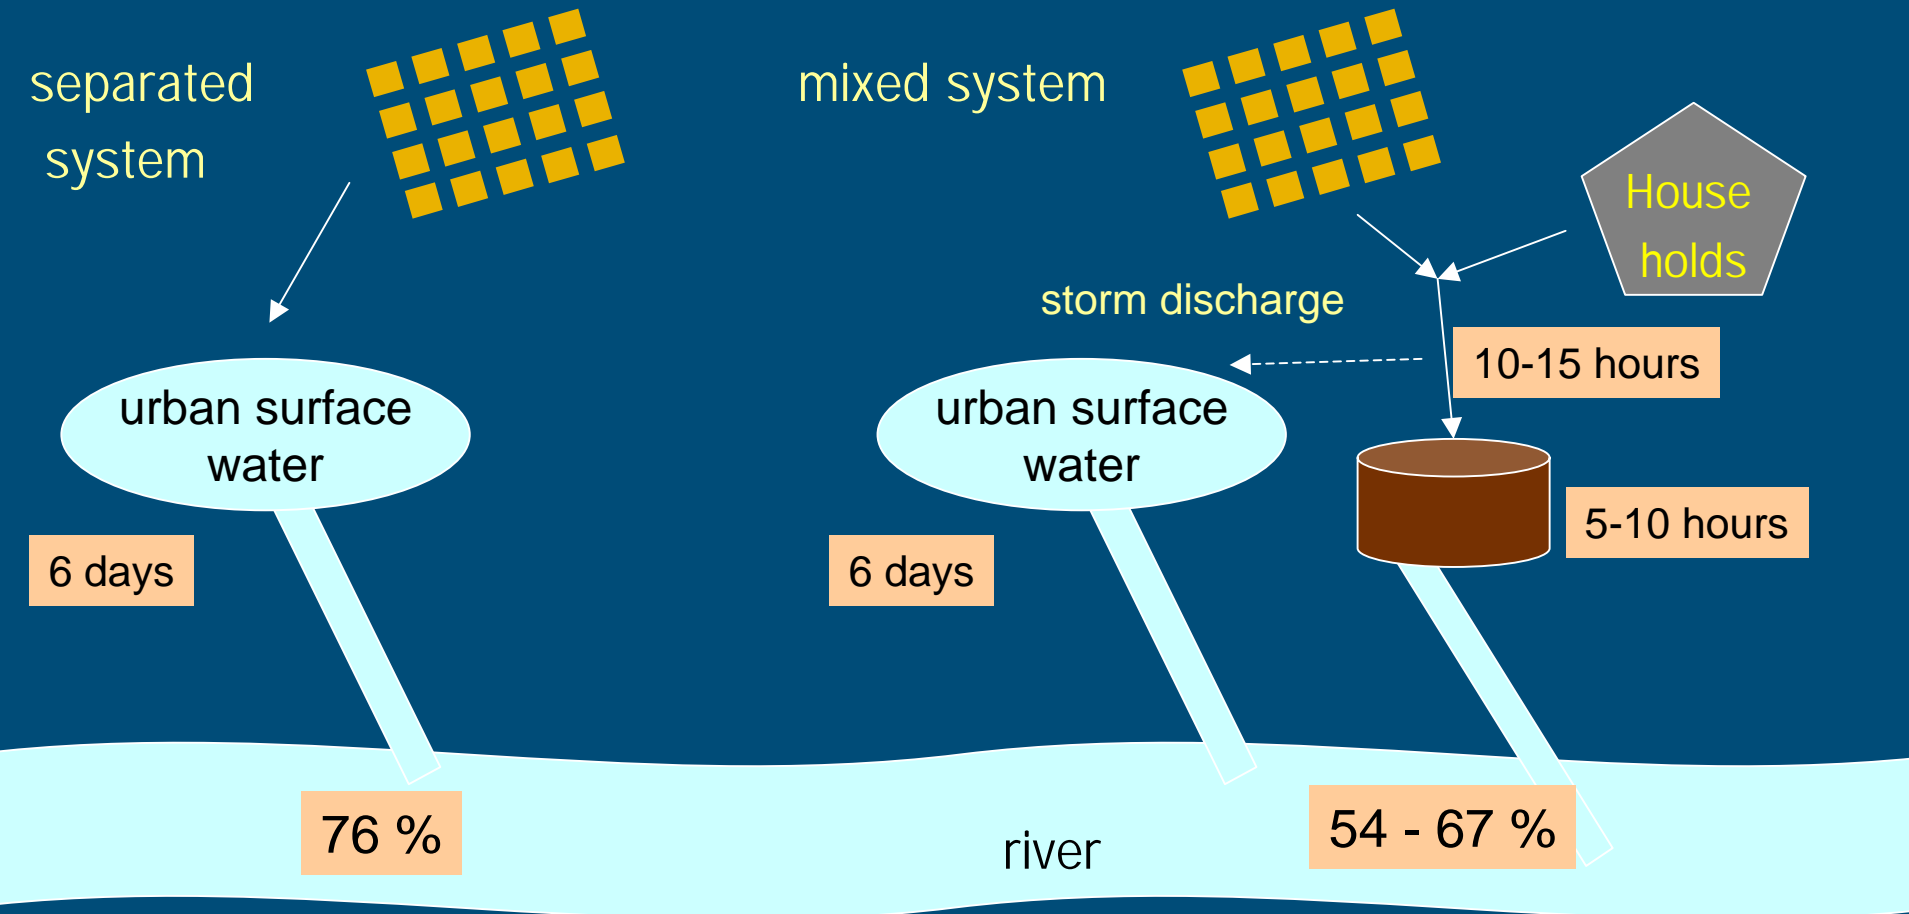 separated
system
mixed system
House
holds
storm discharge
10-15 hours
urban surface
water
urban surface
water
5-10 hours
6 days
6 days
76 %
54 - 67 %
river